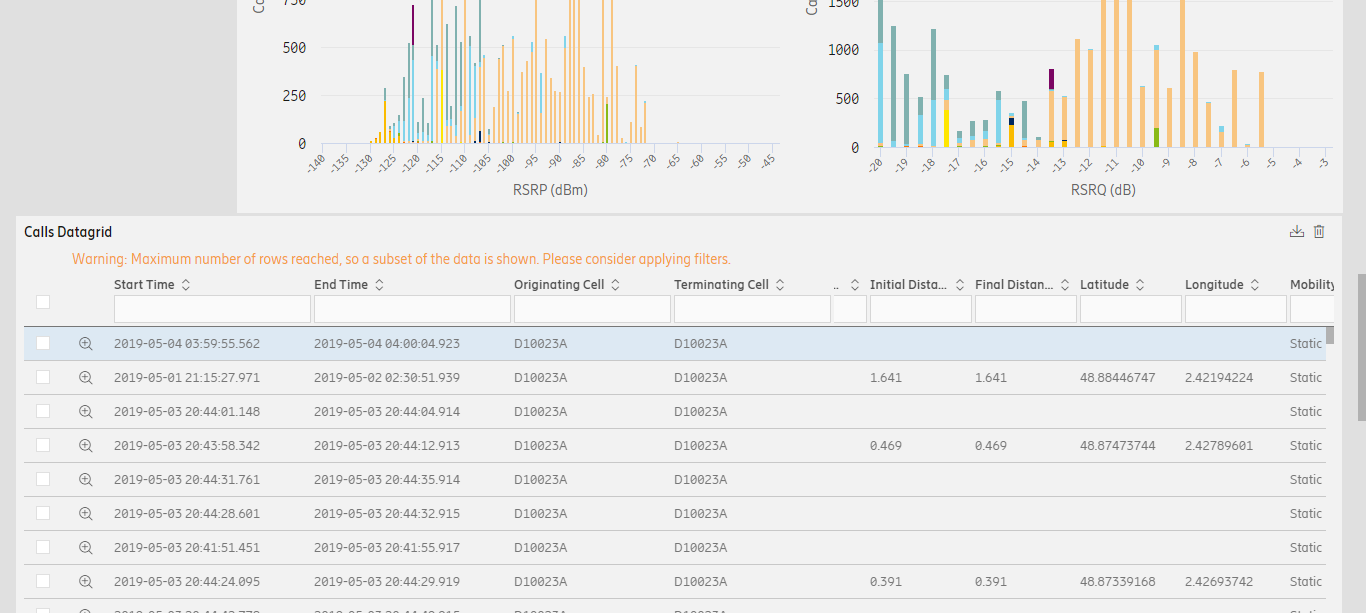 750
500
250
0
-140 -135 -130 -125 -120 -115 -110 -105 -100 -95 -90 -85 -80 -75 -70 -65 -60 -55 -50 -45
RSRP (dBm)
1500
1000
500
0
-20 -19 -18 -17 -16 -15 -14 -13 -12 -11 -10 -9 -8 -7 -6 -5 -4 -3
RSRQ (dB)
Calls Datagrid
Warning: Maximum number of rows reached, so a subset of the data is shown. Please consider applying filters.
Start Time End Time Originating Cell Terminating Cell .. Initial Dista... Final Distan... Latitude Longitude Mobility
2019-05-04 03:59:55.562 2019-05-04 04:00:04.923 D10023A D10023A Static
2019-05-01 21:15:27.971 2019-05-02 02:30:51.939 D10023A D10023A 1.641 1.641 48.88446747 2.42194224 Static
2019-05-03 20:44:01.148 2019-05-03 20:44:04.914 D10023A D10023A Static
2019-05-03 20:43:58.342 2019-05-03 20:44:12.913 D10023A D10023A 0.469 0.469 48.87473744 2.42789601 Static
2019-05-03 20:44:31.761 2019-05-03 20:44:35.914 D10023A D10023A Static
2019-05-03 20:44:28.601 2019-05-03 20:44:32.915 D10023A D10023A Static
2019-05-03 20:41:51.451 2019-05-03 20:41:55.917 D10023A D10023A Static
2019-05-03 20:44:24.095 2019-05-03 20:44:29.919 D10023A D10023A 0.391 0.391 48.87339168 2.42693742 Static